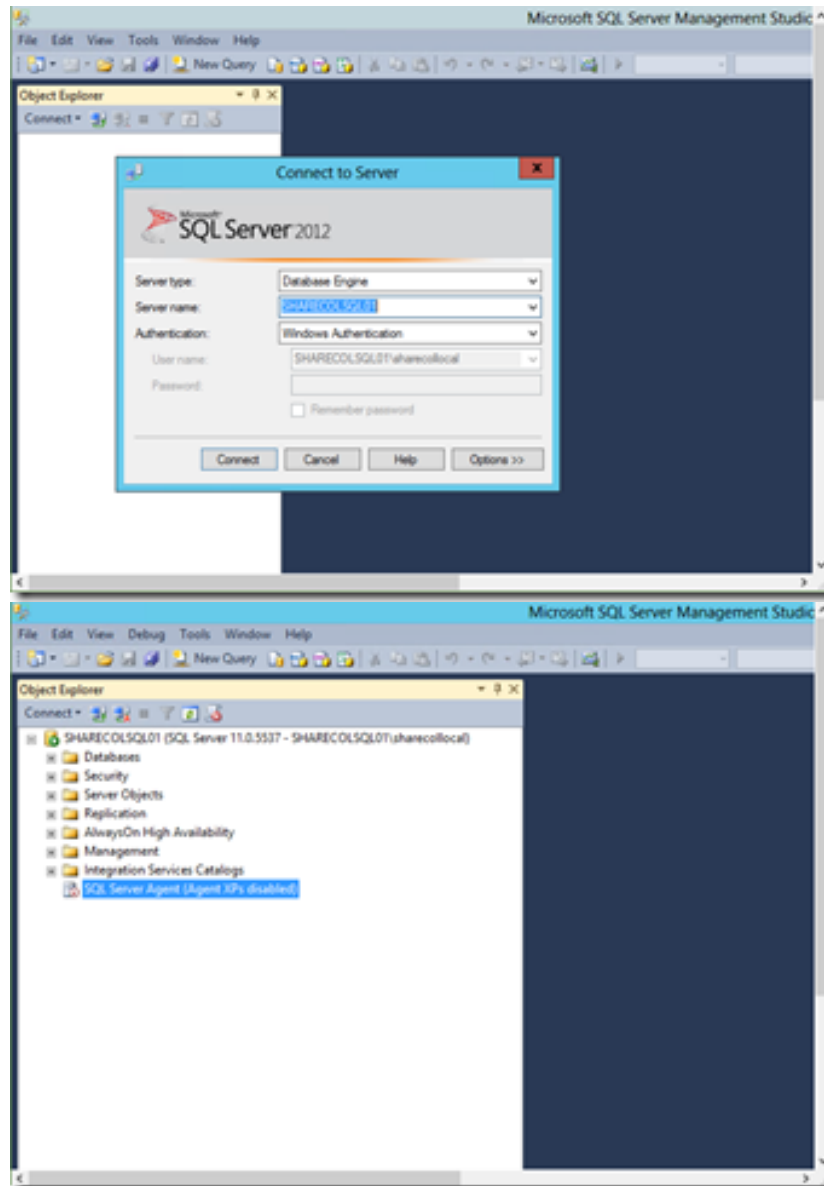 Microsoft SQL Server Management Studic
File Edit View Tools Window Help
New Query
Object Explorer
Connect
Connect to Server
Microsoft
SQL Server 2012
Server type: Database Engine
Server name: SHARECOLSQL01
Authentication: Windows Authentication
User name: SHARECOLSQL01\sharecollocal
Password:
Remember password
Connect Cancel Help Options >>
Microsoft SQL Server Management Studic
File Edit View Debug Tools Window Help
New Query
Object Explorer
Connect
SHARECOLSQL01 (SQL Server 11.0.5537 - SHARECOLSQL01\sharecollocal)
Databases
Security
Server Objects
Replication
AlwaysOn High Availability
Management
Integration Services Catalogs
SQL Server Agent (Agent XPs disabled)